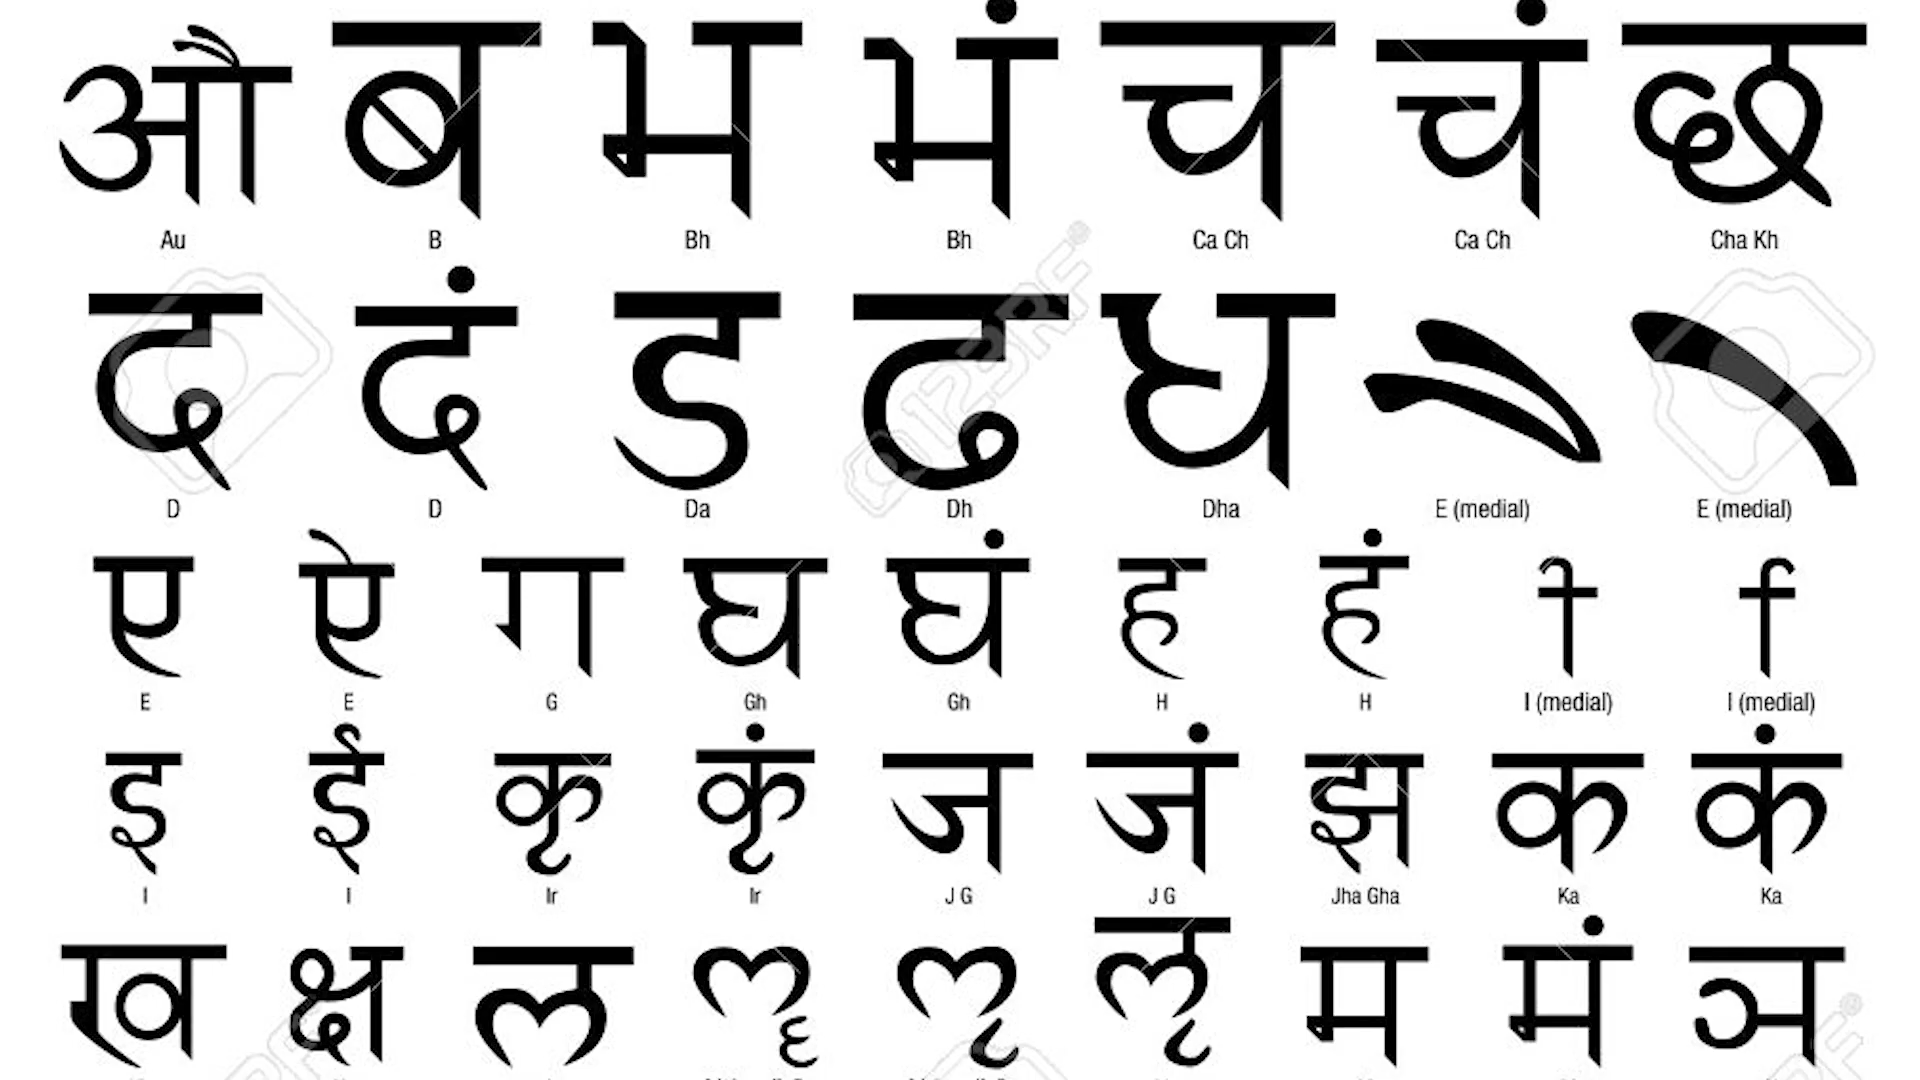 औ ब भ भं च चं छ
Au B Bh Bh Ca Ch Ca Ch Cha Kh
द दं ड ढ ध
D D Da Dh Dha E (medial) E (medial)
ए ऐ ग घ घं ह हं
E E G Gh Gh H H I (medial) I (medial)
इ ई कृ कृं ज जं झ क कं
I I Ir Ir J G J G Jha Gha Ka Ka
ख क्ष ल ऌ म मं ञ
123RF